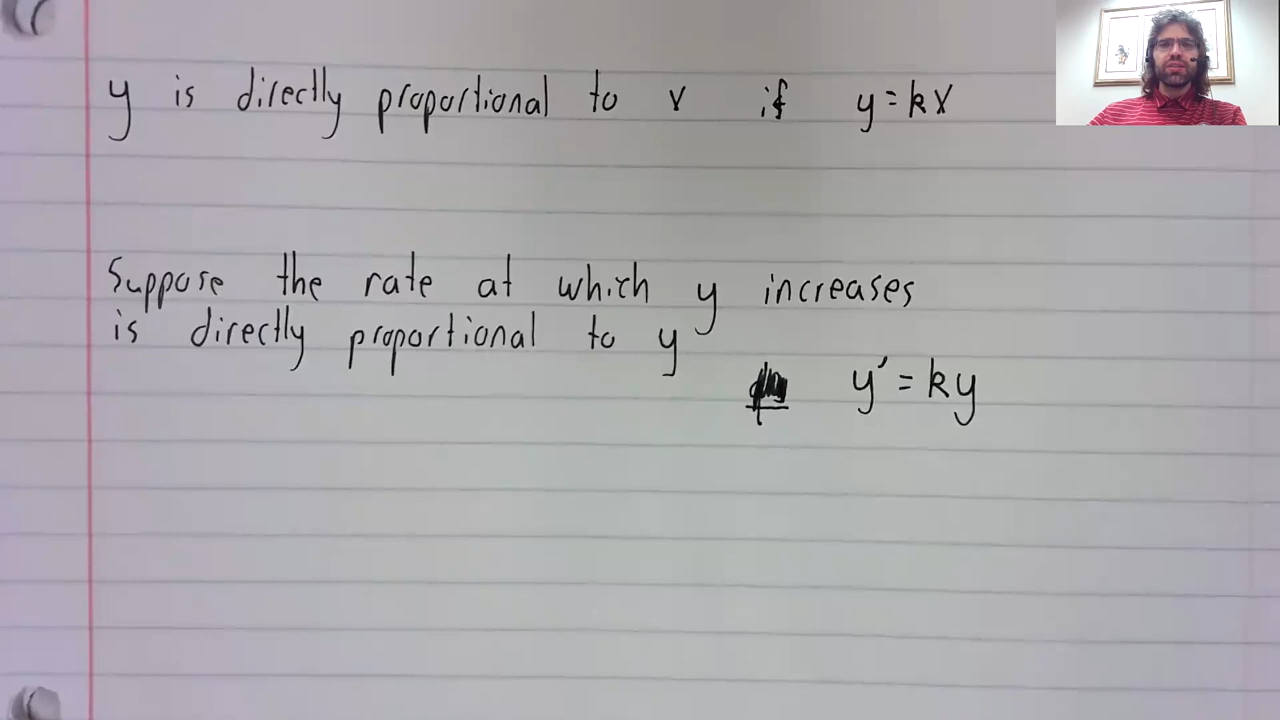 y is directly proportional to x if y = kx
Suppose the rate at which y increases
is directly proportional to y
y' = ky